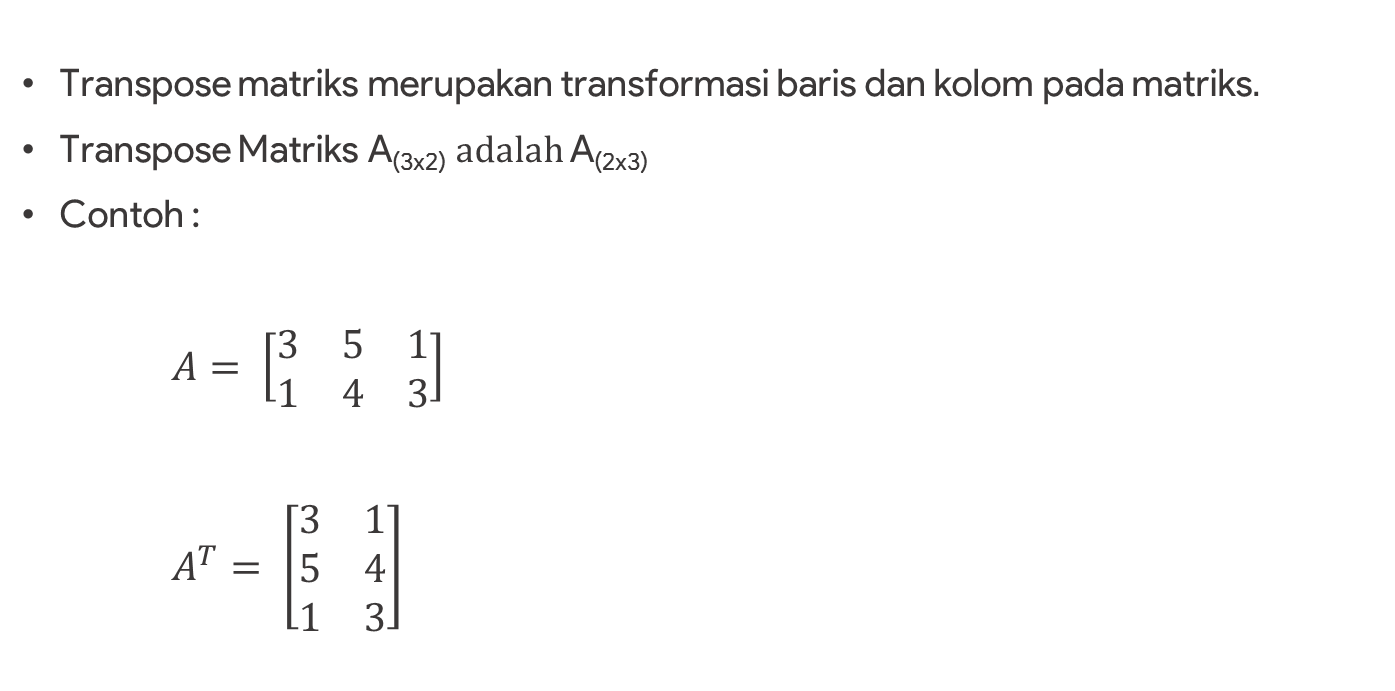 • Transpose matriks merupakan transformasi baris dan kolom pada matriks.
• Transpose Matriks A(3x2) adalah A(2x3)
• Contoh :
A = [3 5 1
1 4 3]
Aᵀ = [3 1
5 4
1 3]